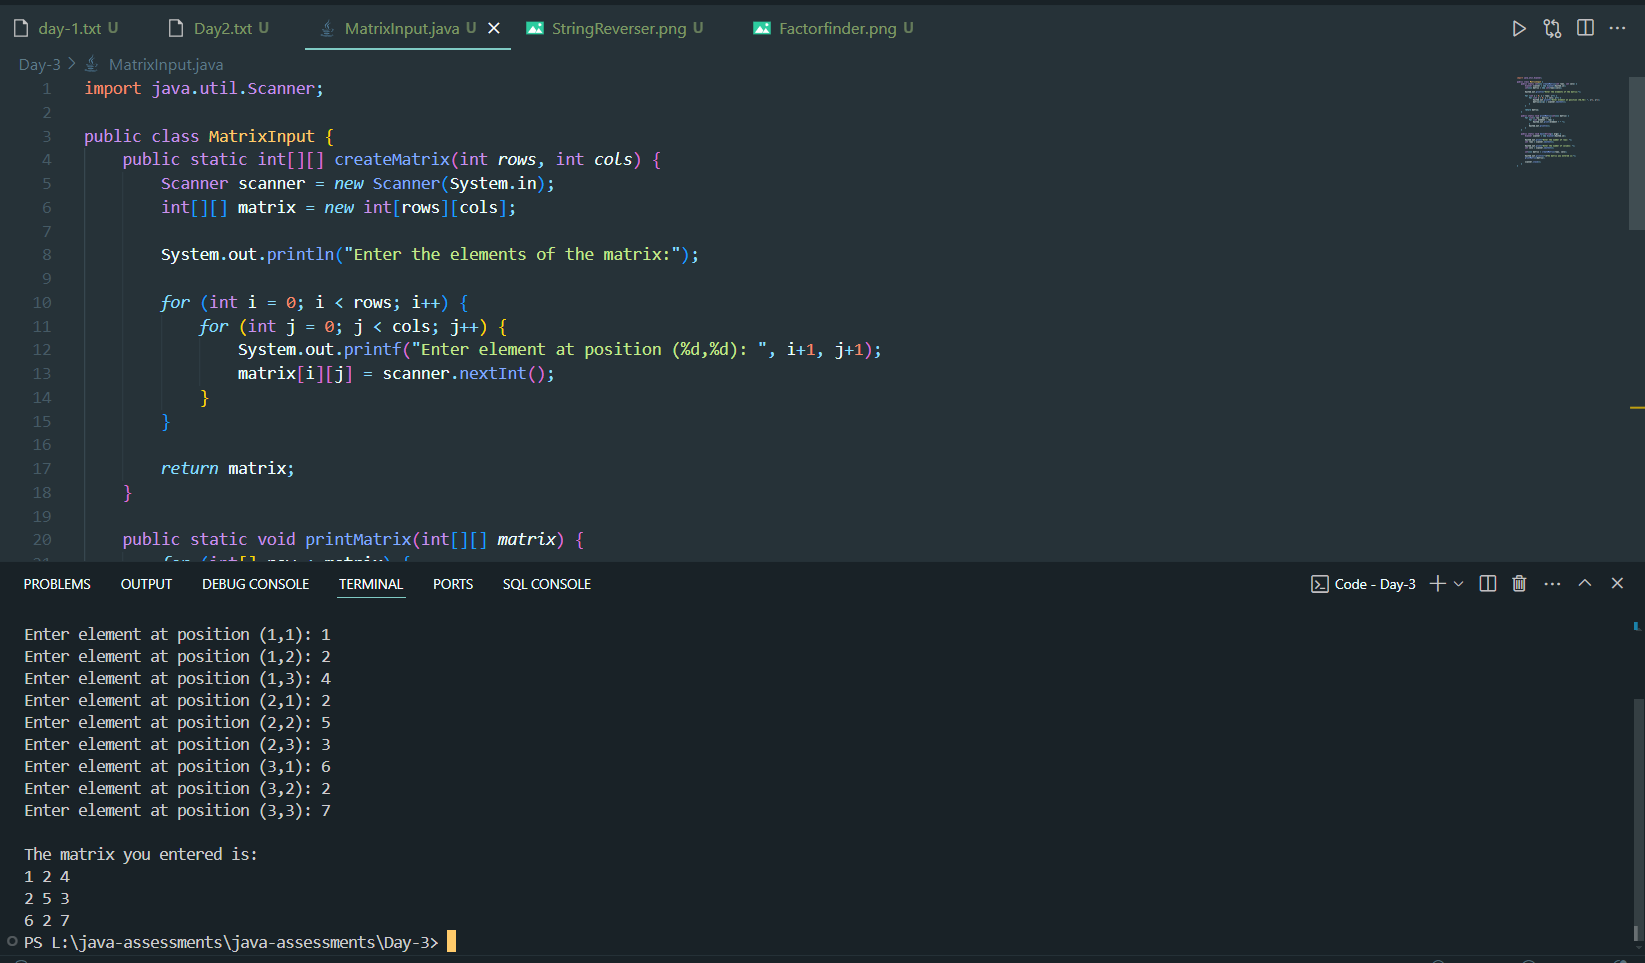 day-1.txt U Day2.txt U MatrixInput.java U StringReverser.png U Factorfinder.png U
Day-3 > MatrixInput.java
1 import java.util.Scanner;
2
3 public class MatrixInput {
4 public static int[][] createMatrix(int rows, int cols) {
5 Scanner scanner = new Scanner(System.in);
6 int[][] matrix = new int[rows][cols];
7
8 System.out.println("Enter the elements of the matrix:");
9
10 for (int i = 0; i < rows; i++) {
11 for (int j = 0; j < cols; j++) {
12 System.out.printf("Enter element at position (%d,%d): ", i+1, j+1);
13 matrix[i][j] = scanner.nextInt();
14 }
15 }
16
17 return matrix;
18 }
19
20 public static void printMatrix(int[][] matrix) {
21 for (int[] row : matrix) {
PROBLEMS OUTPUT DEBUG CONSOLE TERMINAL PORTS SQL CONSOLE Code - Day-3
Enter element at position (1,1): 1
Enter element at position (1,2): 2
Enter element at position (1,3): 4
Enter element at position (2,1): 2
Enter element at position (2,2): 5
Enter element at position (2,3): 3
Enter element at position (3,1): 6
Enter element at position (3,2): 2
Enter element at position (3,3): 7
The matrix you entered is:
1 2 4
2 5 3
6 2 7
PS L:\java-assessments\java-assessments\Day-3>